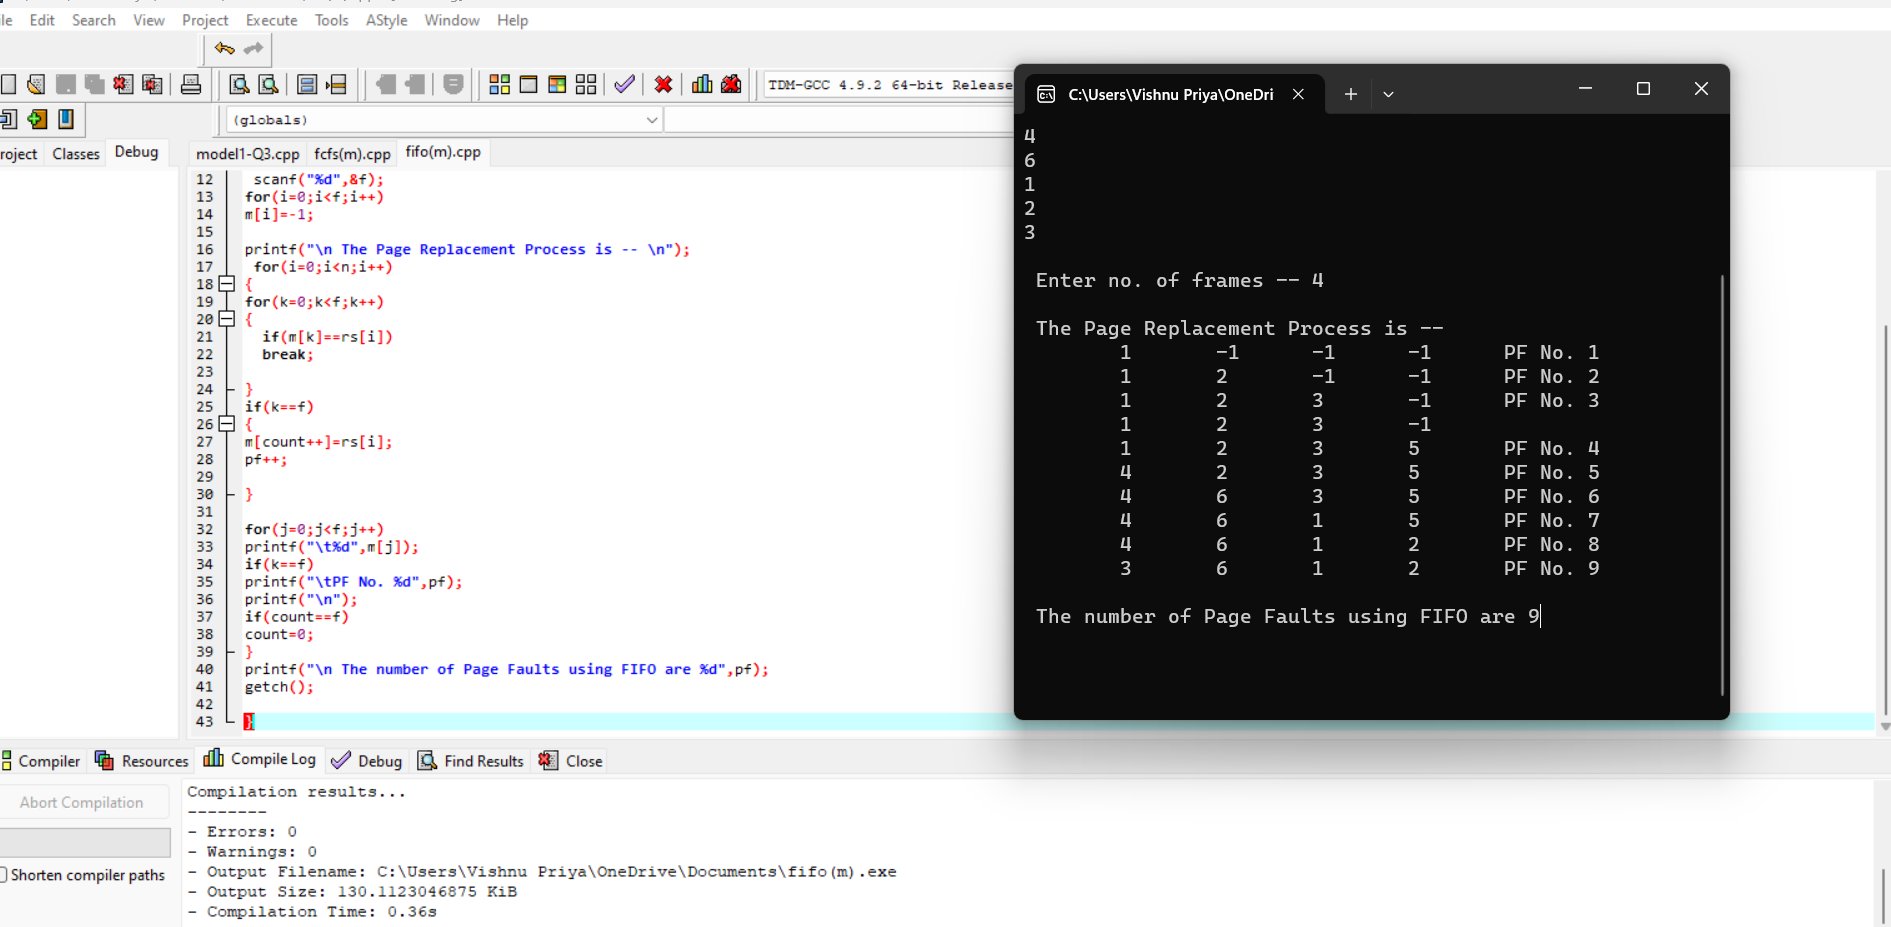 Edit Search View Project Execute Tools AStyle Window Help
TDM-GCC 4.9.2 64-bit Release
(globals)
Classes Debug
model1-Q3.cpp fcfs(m).cpp fifo(m).cpp
12 scanf("%d",&f);
13 for(i=0;i<f;i++)
14 m[i]=-1;
15
16 printf("\n The Page Replacement Process is -- \n");
17 for(i=0;i<n;i++)
18 {
19 for(k=0;k<f;k++)
20 {
21 if(m[k]==rs[i])
22 break;
23
24 }
25 if(k==f)
26 {
27 m[count++]=rs[i];
28 pf++;
29
30 }
31
32 for(j=0;j<f;j++)
33 printf("\t%d",m[j]);
34 if(k==f)
35 printf("\tPF No. %d",pf);
36 printf("\n");
37 if(count==f)
38 count=0;
39 }
40 printf("\n The number of Page Faults using FIFO are %d",pf);
41 getch();
42
43 }
C:\Users\Vishnu Priya\OneDri
4
6
1
2
3
Enter no. of frames -- 4
The Page Replacement Process is --
1 -1 -1 -1 PF No. 1
1 2 -1 -1 PF No. 2
1 2 3 -1 PF No. 3
1 2 3 -1
1 2 3 5 PF No. 4
4 2 3 5 PF No. 5
4 6 3 5 PF No. 6
4 6 1 5 PF No. 7
4 6 1 2 PF No. 8
3 6 1 2 PF No. 9
The number of Page Faults using FIFO are 9
Compiler Resources Compile Log Debug Find Results Close
Abort Compilation
Shorten compiler paths
Compilation results...
--------
- Errors: 0
- Warnings: 0
- Output Filename: C:\Users\Vishnu Priya\OneDrive\Documents\fifo(m).exe
- Output Size: 130.1123046875 KiB
- Compilation Time: 0.36s